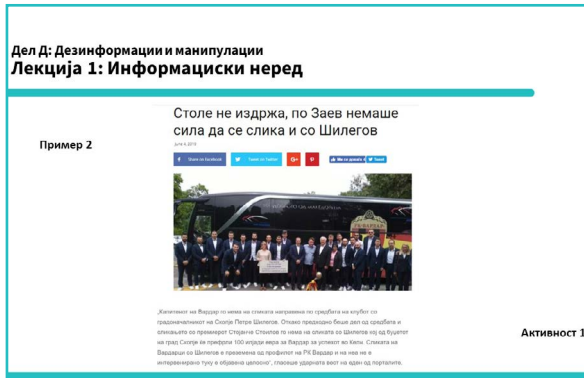 Дел Д: Дезинформации и манипулации
Лекција 1: Информациски неред
Пример 2
Столе не издржа, по Заев немаше
сила да се слика и со Шилегов
Share on Facebook
Tweet on Twitter
Tweet
„Капитенот на Вардар го нема на сликата направена по средбата на клубот со
градоначалникот на Скопје Петре Шилегов. Откако предходно беше дел од средбата и
сликањето со премиерот Стојанче Стоилов го нема на сликата со Шилегов кој од буџетот
на град Скопје ќе префрли 100 илјади евра за Вардар за успехот во Келн. Сликата на
Вардарци со Шилегов е преземена од профилот на РК Вардар и на неа не е
интервенирано туку е објавена целосно", гласеше ударната вест на еден од порталите.
Активност 1